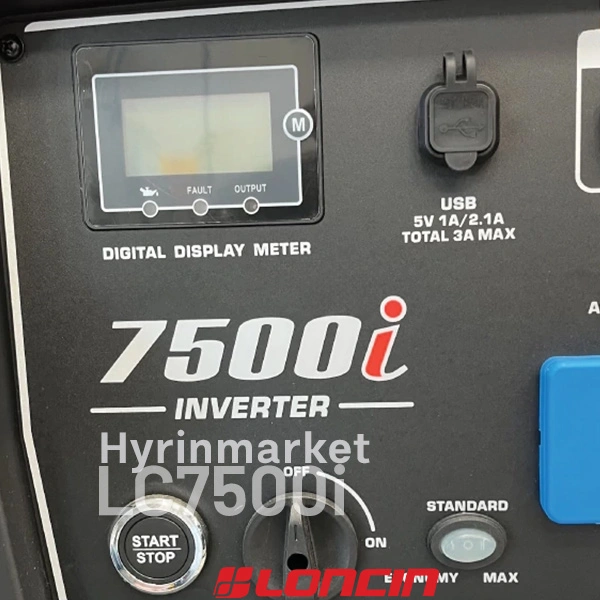 M
FAULT OUTPUT
DIGITAL DISPLAY METER
USB
5V 1A/2.1A
TOTAL 3A MAX
A
7500i
INVERTER
Hyrinmarket
LC7500i
OFF
ON
START
STOP
STANDARD
ECONOMY MAX
LONCIN